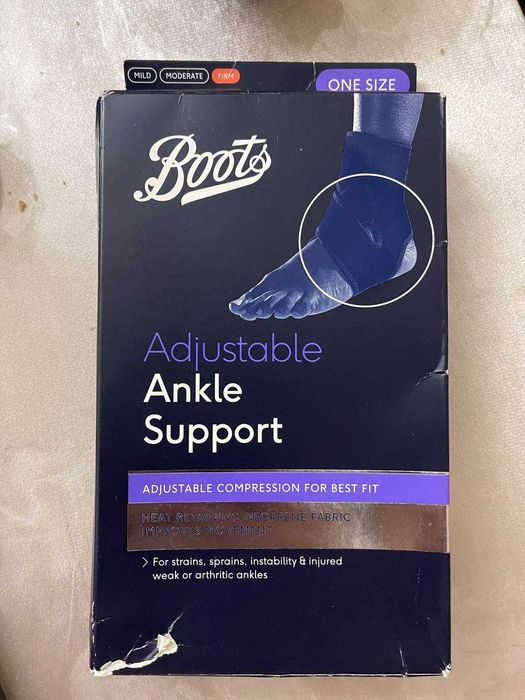 MILD MODERATE FIRM
ONE SIZE
Boots
Adjustable
Ankle
Support
ADJUSTABLE COMPRESSION FOR BEST FIT
HEAT RETAINING NEOPRENE FABRIC
IMPROVES MOVEMENT
> For strains, sprains, instability & injured
weak or arthritic ankles